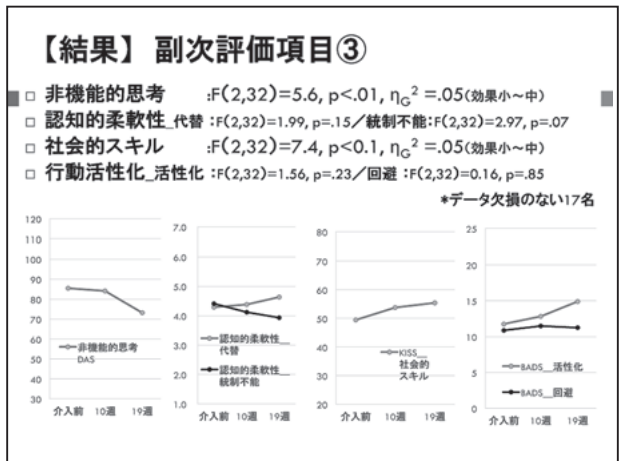 【結果】副次評価項目③
□ 非機能的思考 :F(2,32)=5.6, p<.01, ηG² =.05(効果小～中)
□ 認知的柔軟性_代替 :F(2,32)=1.99, p=.15/統制不能:F(2,32)=2.97, p=.07
□ 社会的スキル :F(2,32)=7.4, p<0.1, ηG² =.05(効果小～中)
□ 行動活性化_活性化 :F(2,32)=1.56, p=.23/回避 :F(2,32)=0.16, p=.85
*データ欠損のない17名
120
110
100
90
80
70
60
50
40
30
非機能的思考
DAS
介入前 10週 19週
7.0
6.0
5.0
4.0
3.0
2.0
1.0
認知的柔軟性__
代替
認知的柔軟性__
統制不能
介入前 10週 19週
80
70
60
50
40
30
20
KISS__
社会的
スキル
介入前 10週 19週
25
20
15
10
5
0
BADS__活性化
BADS__回避
介入前 10週 19週